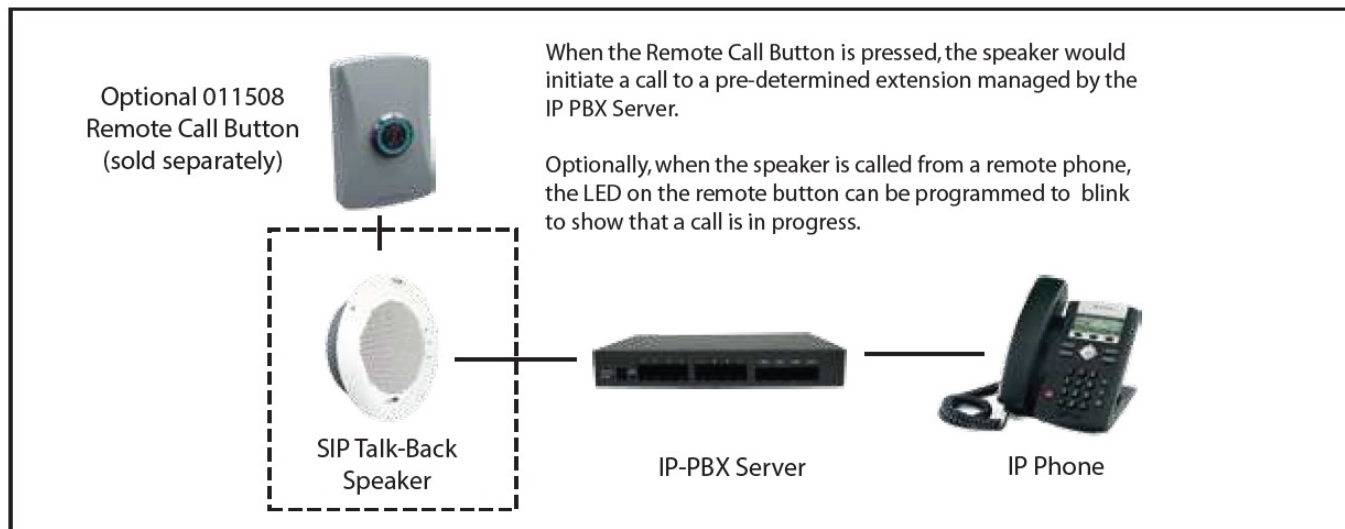 Optional 011508
Remote Call Button
(sold separately)
When the Remote Call Button is pressed, the speaker would
initiate a call to a pre-determined extension managed by the
IP PBX Server.
Optionally, when the speaker is called from a remote phone,
the LED on the remote button can be programmed to blink
to show that a call is in progress.
SIP Talk-Back
Speaker
IP-PBX Server
IP Phone